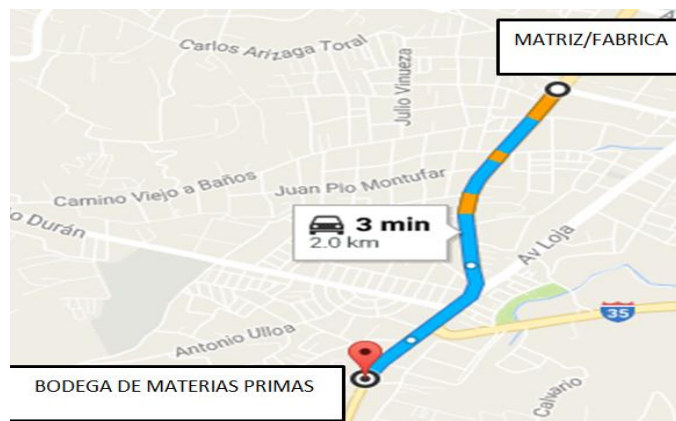 MATRIZ/FABRICA
Carlos Arizaga Toral
Julio Vinueza
Camino Viejo a Baños
Juan Pio Montufar
Durán
3 min
2.0 km
Av Loja
35
Antonio Ulloa
BODEGA DE MATERIAS PRIMAS
Calvario